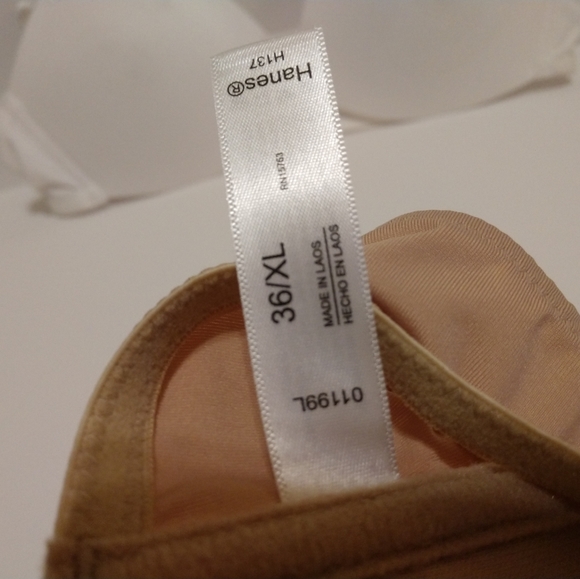 Hanes®
H137
RN15763
36/XL
MADE IN LAOS
HECHO EN LAOS
01199L